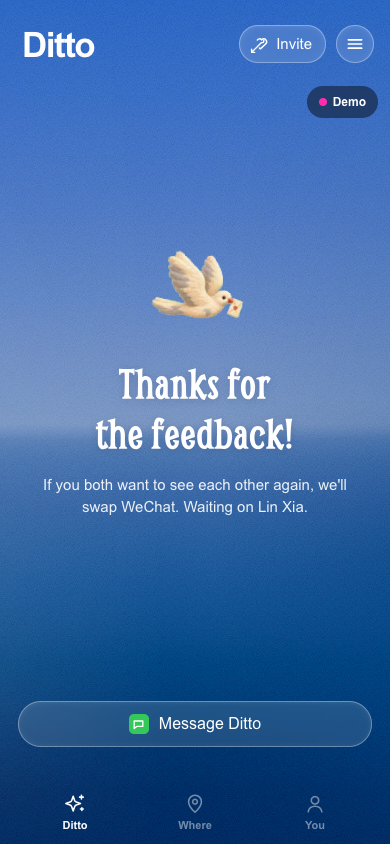 Ditto
Invite
Demo
Thanks for
the feedback!
If you both want to see each other again, we'll
swap WeChat. Waiting on Lin Xia.
Message Ditto
Ditto
Where
You